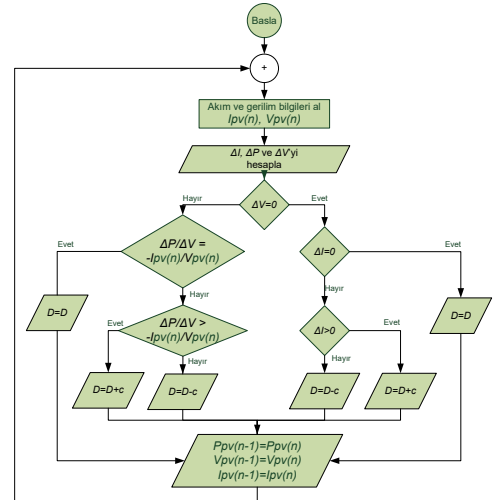 Basla
+
Akım ve gerilim bilgileri al
Ipv(n), Vpv(n)
ΔI, ΔP ve ΔV'yi
hesapla
ΔV=0
Hayır
Evet
ΔP/ΔV =
-Ipv(n)/Vpv(n)
ΔI=0
Evet
Evet
Hayır
Hayır
D=D
D=D
ΔP/ΔV >
-Ipv(n)/Vpv(n)
ΔI>0
Evet
Evet
Hayır
Hayır
D=D+c
D=D-c
D=D-c
D=D+c
Ppv(n-1)=Ppv(n)
Vpv(n-1)=Vpv(n)
Ipv(n-1)=Ipv(n)